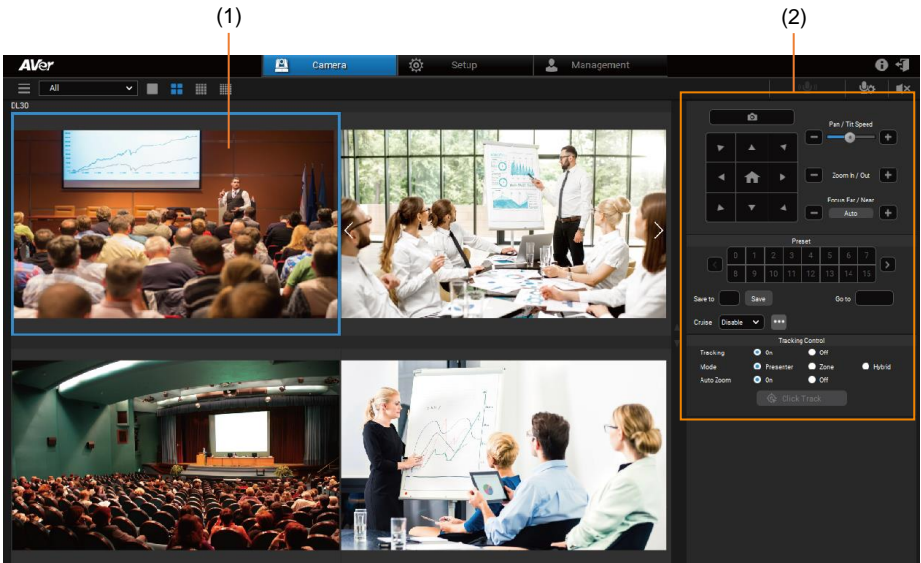 (1)
(2)
AVer
Camera
Setup
Management
All
DL30
Pan / Tilt Speed
Zoom In / Out
Focus Far / Near
Auto
Preset
0 1 2 3 4 5 6 7
8 9 10 11 12 13 14 15
Save to
Save
Go to
Cruise
Disable
Tracking Control
Tracking On Off
Mode Presenter Zone Hybrid
Auto Zoom On Off
Click Track